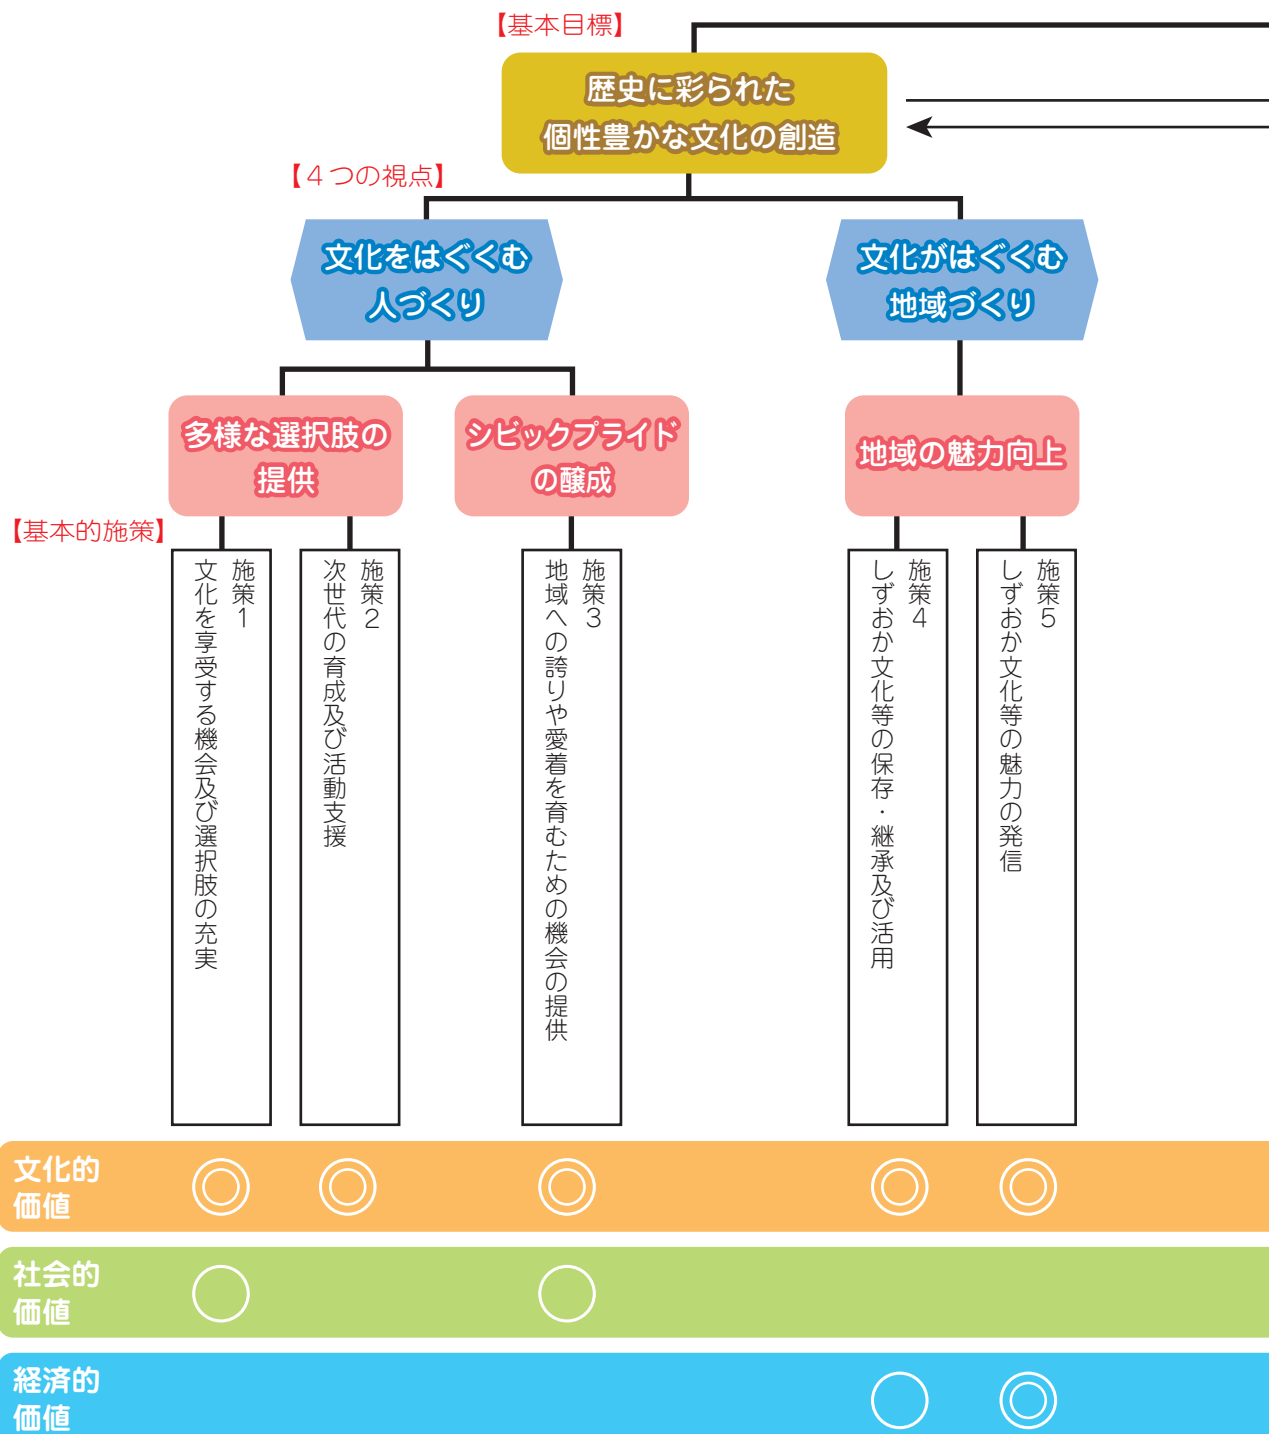 【基本目標】
歴史に彩られた
個性豊かな文化の創造
【4つの視点】
文化をはぐくむ
人づくり
文化がはぐくむ
地域づくり
多様な選択肢の
提供
シビックプライド
の醸成
地域の魅力向上
【基本的施策】
施策1
文化を享受する機会及び選択肢の充実
施策2
次世代の育成及び活動支援
施策3
地域への誇りや愛着を育むための機会の提供
施策4
しずおか文化等の保存・継承及び活用
施策5
しずおか文化等の魅力の発信
文化的
価値
◎ ◎ ◎ ◎ ◎
社会的
価値
○ ○
経済的
価値
○ ◎